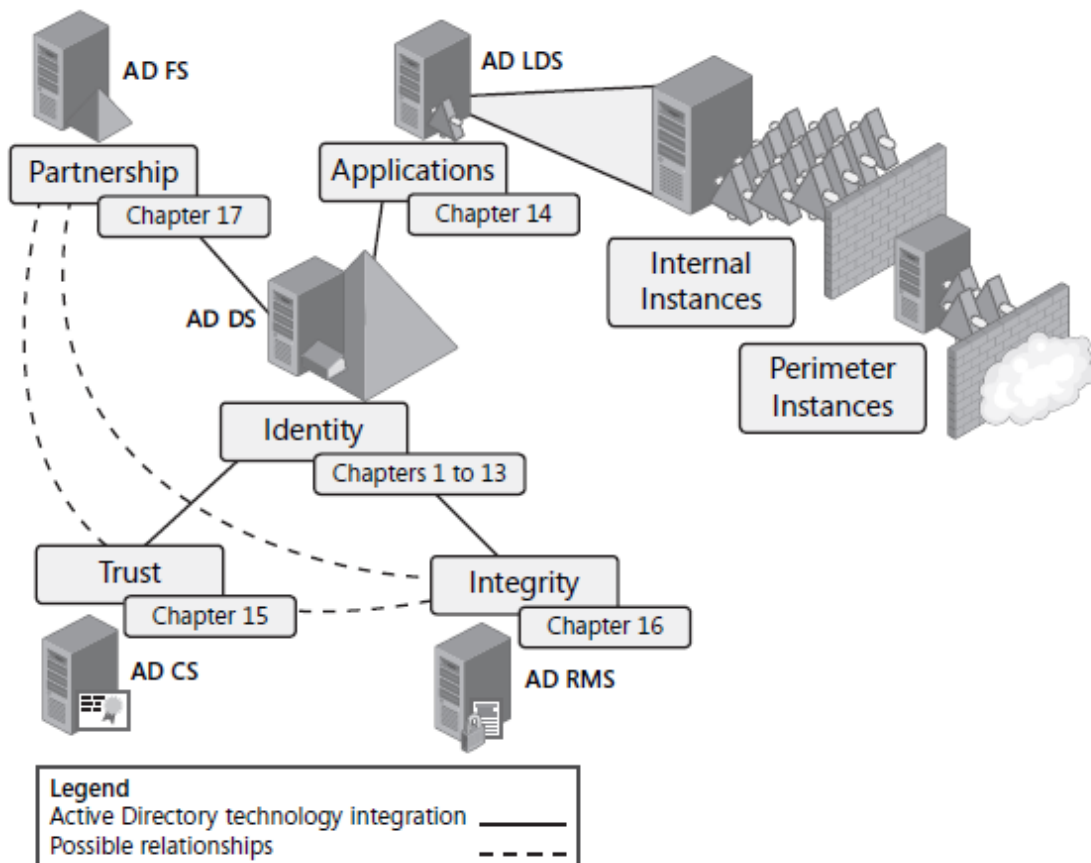 AD FS
Partnership
Chapter 17
AD LDS
Applications
Chapter 14
Internal
Instances
Perimeter
Instances
AD DS
Identity
Chapters 1 to 13
Trust
Chapter 15
AD CS
Integrity
Chapter 16
AD RMS
Legend
Active Directory technology integration
Possible relationships